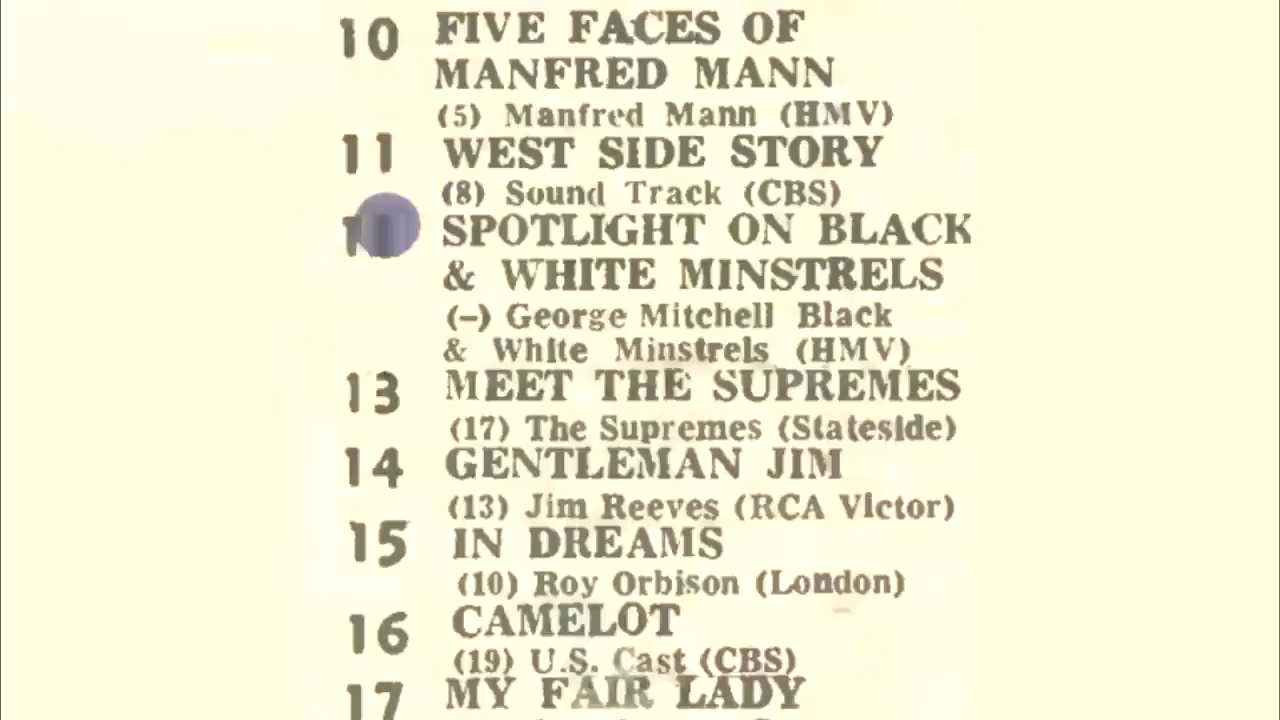 10 FIVE FACES OF
MANFRED MANN
(5) Manfred Mann (HMV)
11 WEST SIDE STORY
(8) Sound Track (CBS)
SPOTLIGHT ON BLACK
& WHITE MINSTRELS
(–) George Mitchell Black
& White Minstrels (HMV)
13 MEET THE SUPREMES
(17) The Supremes (Stateside)
14 GENTLEMAN JIM
(13) Jim Reeves (RCA Victor)
15 IN DREAMS
(10) Roy Orbison (London)
16 CAMELOT
(19) U.S. Cast (CBS)
17 MY FAIR LADY